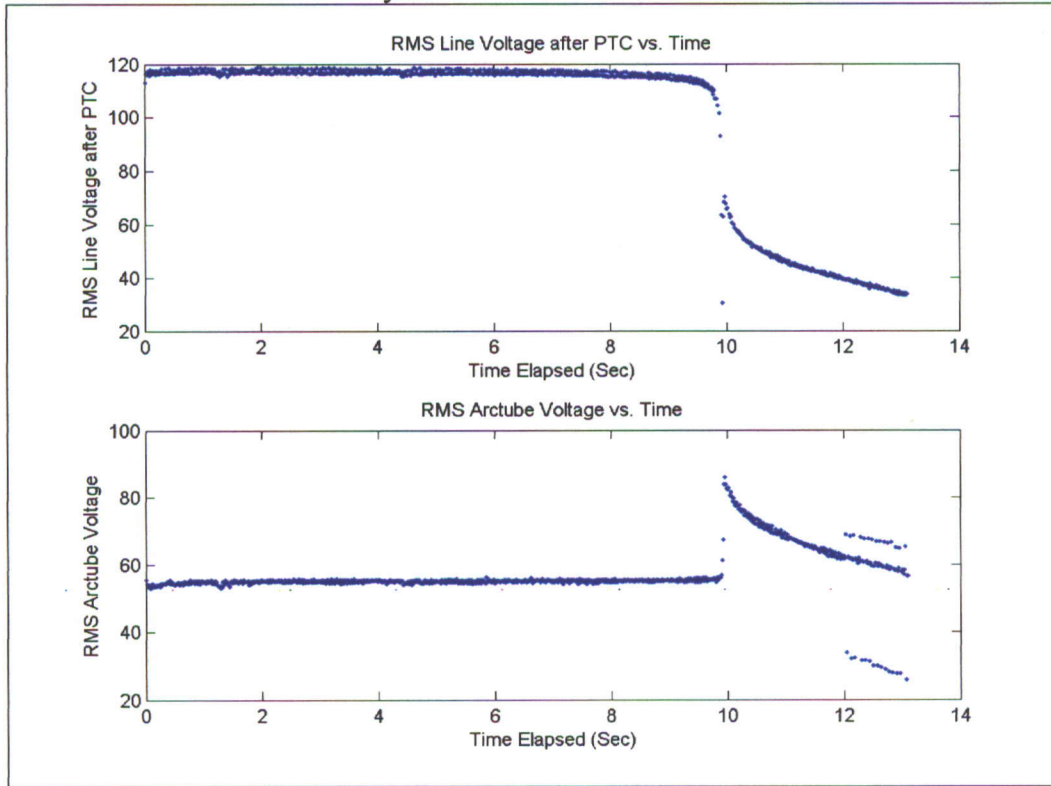 RMS Line Voltage after PTC vs. Time
RMS Line Voltage after PTC
120
100
80
60
40
20
0 2 4 6 8 10 12 14
Time Elapsed (Sec)
RMS Arctube Voltage vs. Time
RMS Arctube Voltage
100
80
60
40
20
0 2 4 6 8 10 12 14
Time Elapsed (Sec)